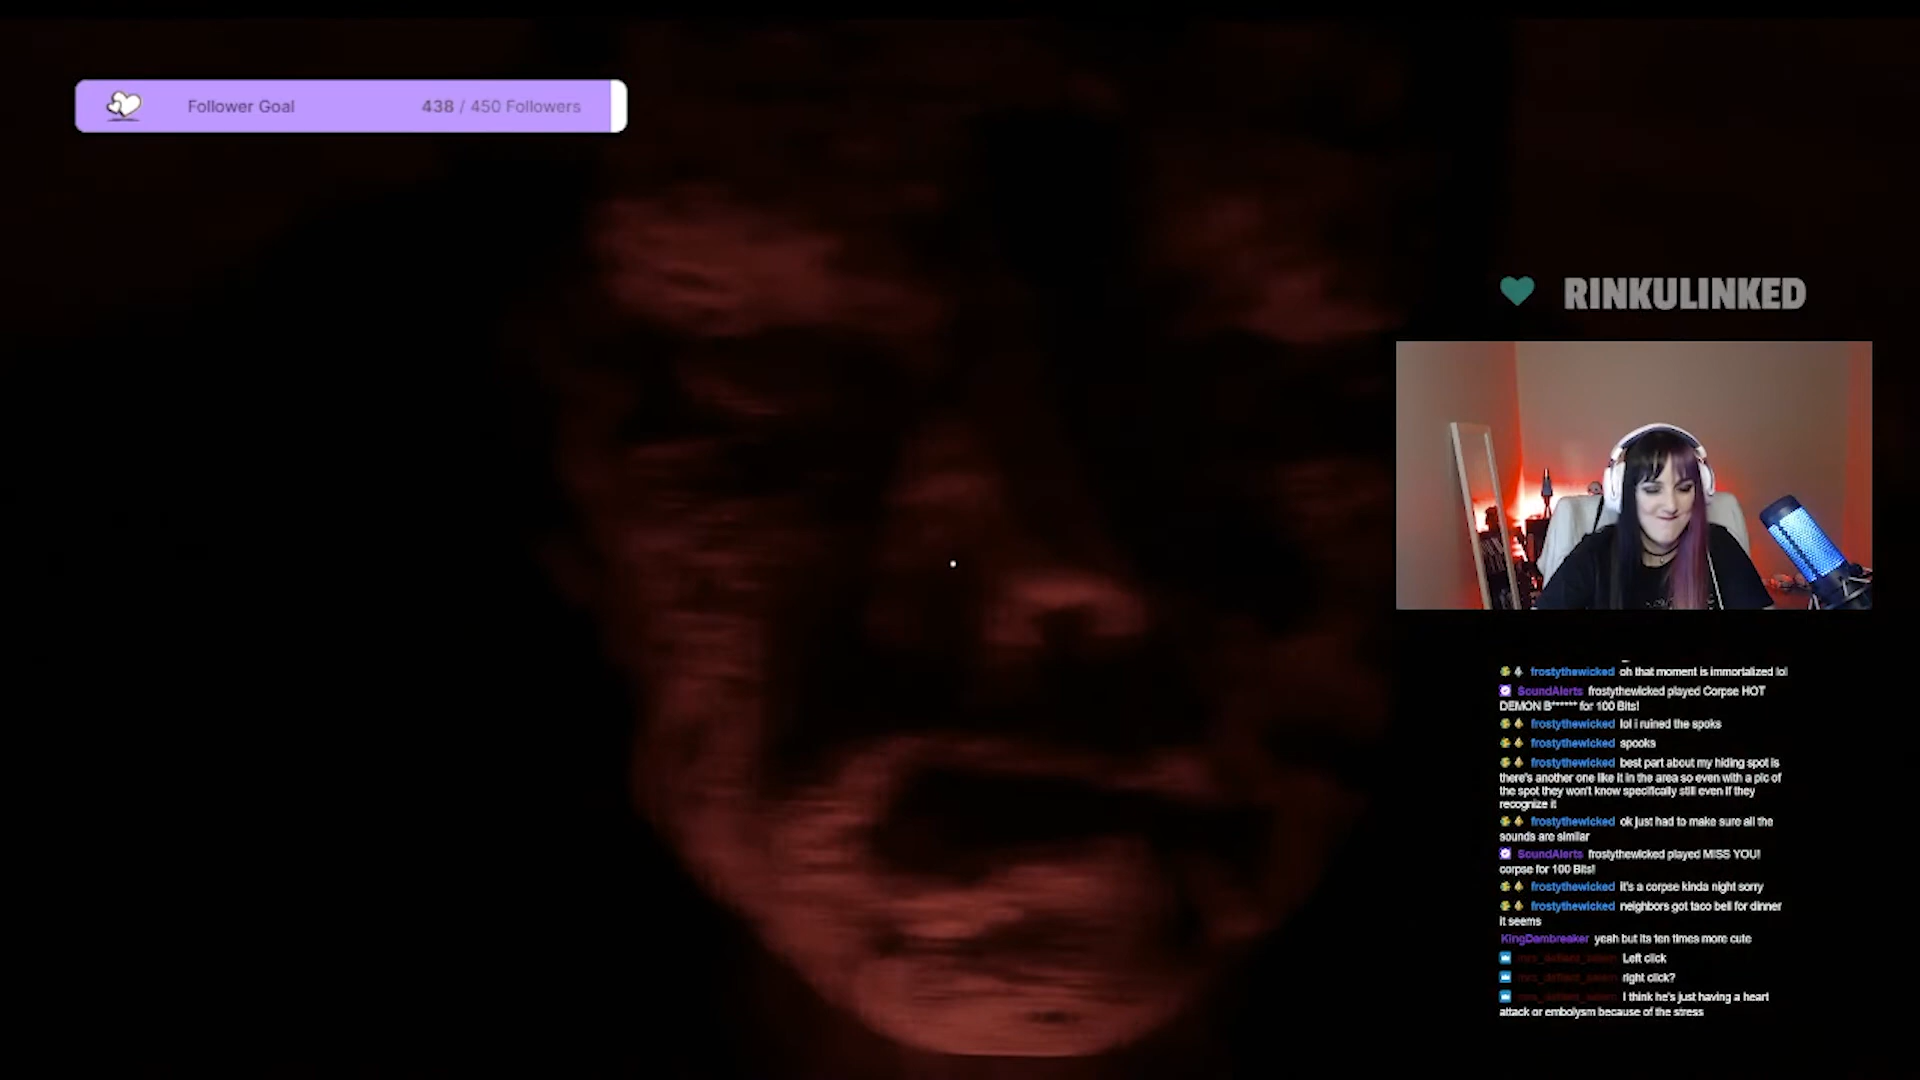 Follower Goal 438 / 450 Followers
RINKULINKED
frostythewicked oh that moment is immortalized lol
SoundAlerts frostythewicked played Corpse HOT
DEMON B****** for 100 Bits!
frostythewicked lol i ruined the spoks
frostythewicked spooks
frostythewicked best part about my hiding spot is
there's another one like it in the area so even with a pic of
the spot they won't know specifically still even if they
recognize it
frostythewicked ok just had to make sure all the
sounds are similar
SoundAlerts frostythewicked played MISS YOU!
corpse for 100 Bits!
frostythewicked it's a corpse kinda night sorry
frostythewicked neighbors got taco bell for dinner
it seems
KingDambreaker yeah but its ten times more cute
Left click
right click?
I think he's just having a heart
attack or embolysm because of the stress